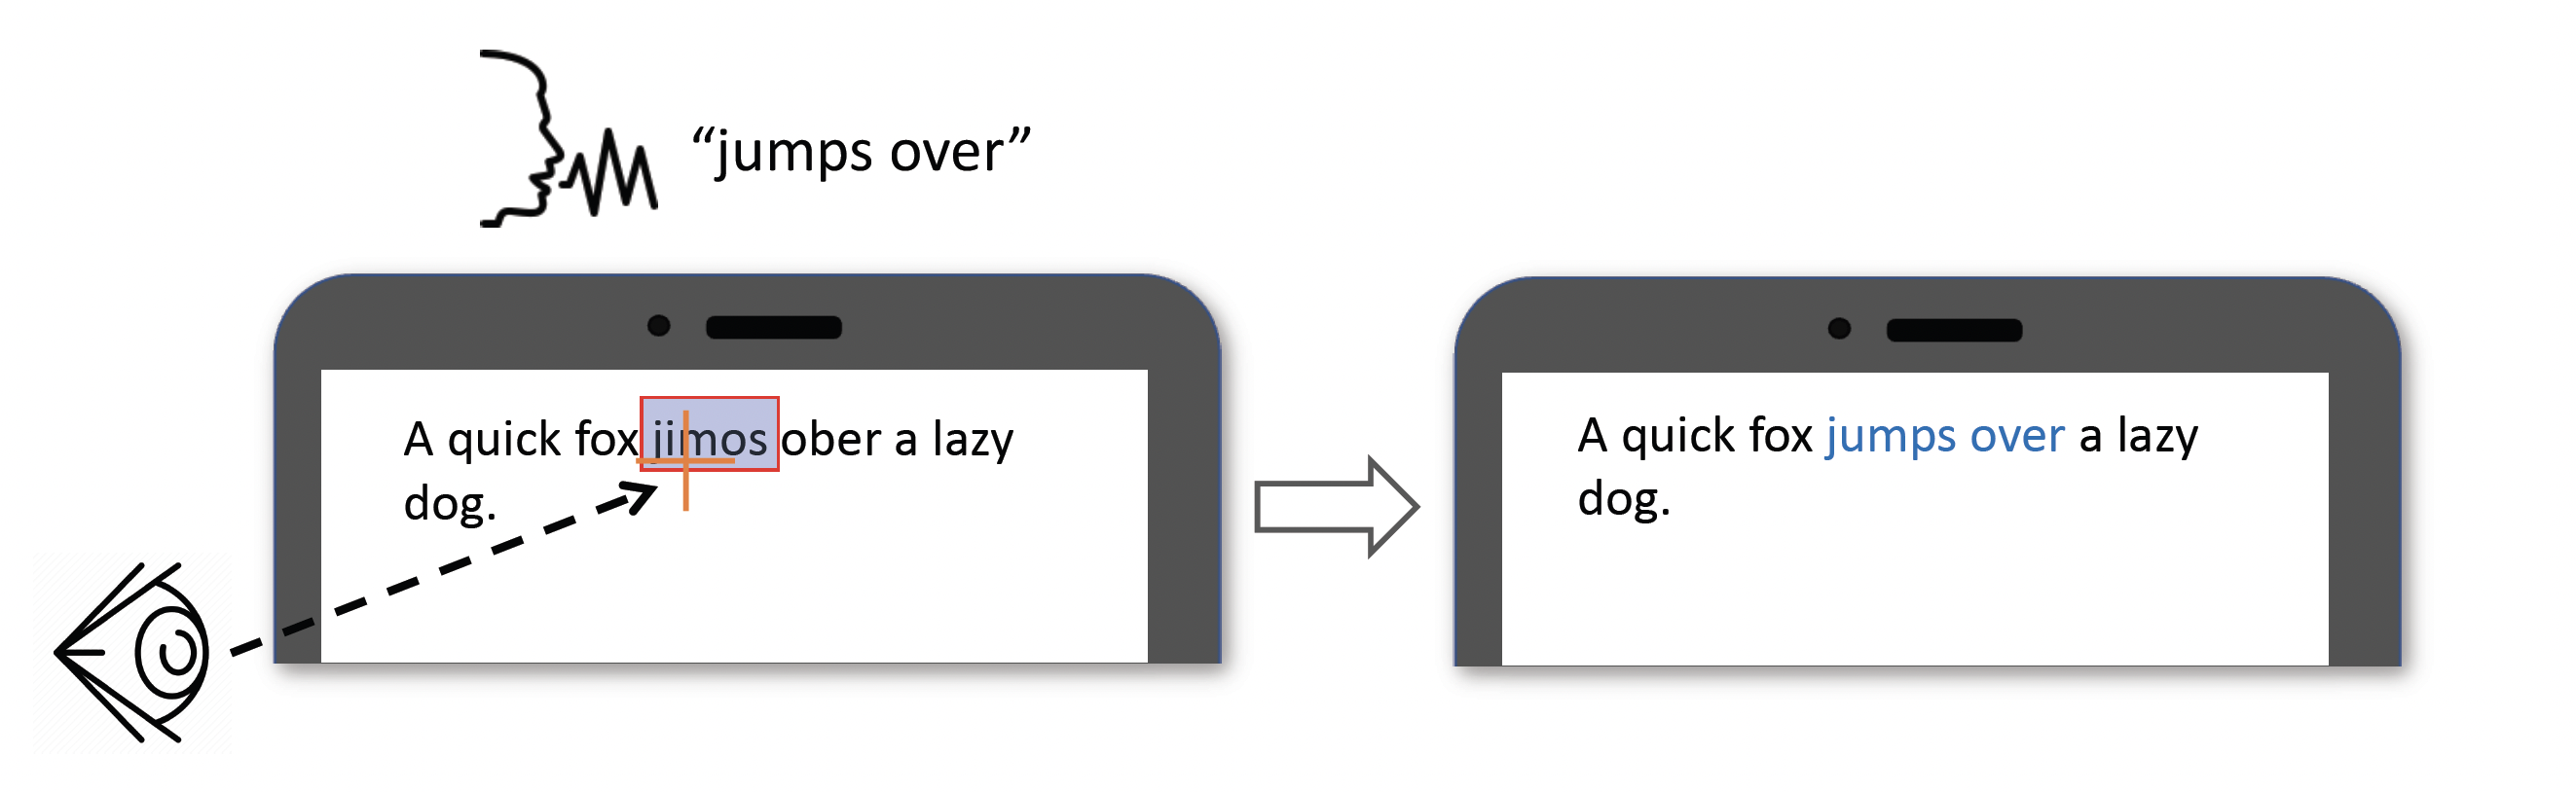 “jumps over”
A quick fox jimos ober a lazy
dog.
A quick fox jumps over a lazy
dog.